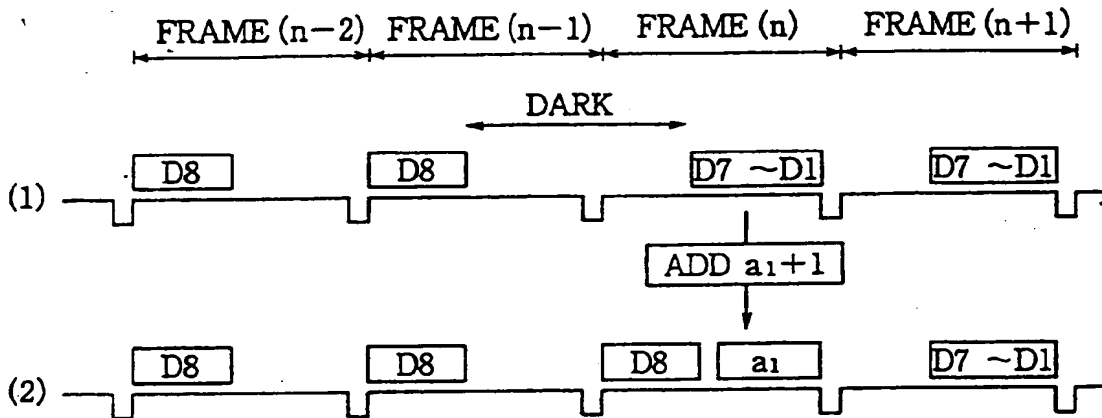 FRAME (n−2) FRAME (n−1) FRAME (n) FRAME (n+1)
DARK
D8 D8 D7 ~D1 D7 ~D1
(1)
ADD a1+1
D8 D8 D8 a1 D7 ~D1
(2)